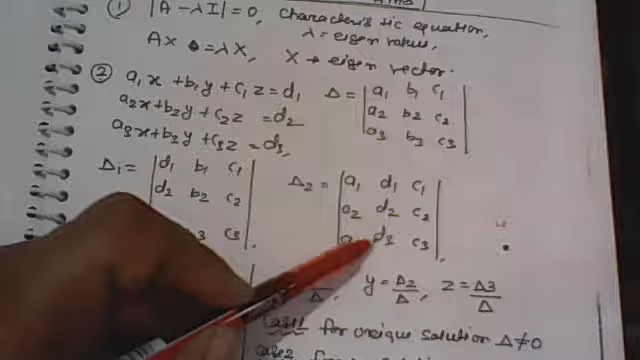 ① |A - λI| = 0, characteristic equation,
λ = eigen values,
AX = λX, X → eigen vector.
② a₁x + b₁y + c₁z = d₁
a₂x + b₂y + c₂z = d₂
a₃x + b₃y + c₃z = d₃,
Δ = | a₁ b₁ c₁
a₂ b₂ c₂
a₃ b₃ c₃ |
Δ₁ = | d₁ b₁ c₁
d₂ b₂ c₂
3 c₃ | .
Δ₂ = | a₁ d₁ c₁
a₂ d₂ c₂
d₃ c₃ | ,
Δ , y = Δ₂/Δ , z = Δ3/Δ
Case1 for unique solution Δ ≠ 0